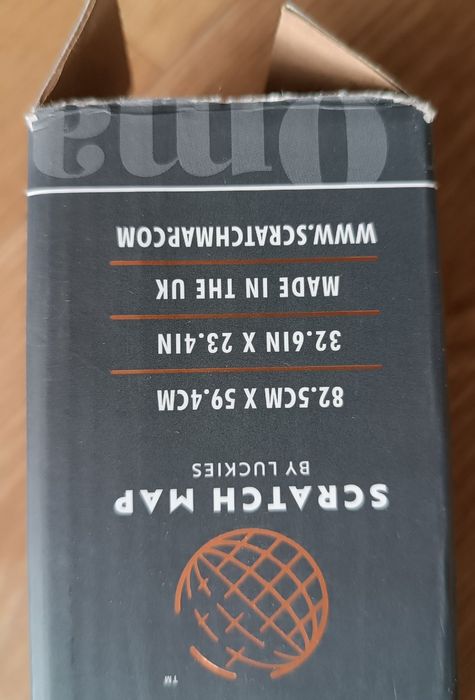 ™
SCRATCH MAP
BY LUCKIES
82.5CM X 59.4CM
32.6IN X 23.4IN
MADE IN THE UK
WWW.SCRATCHMAP.COM